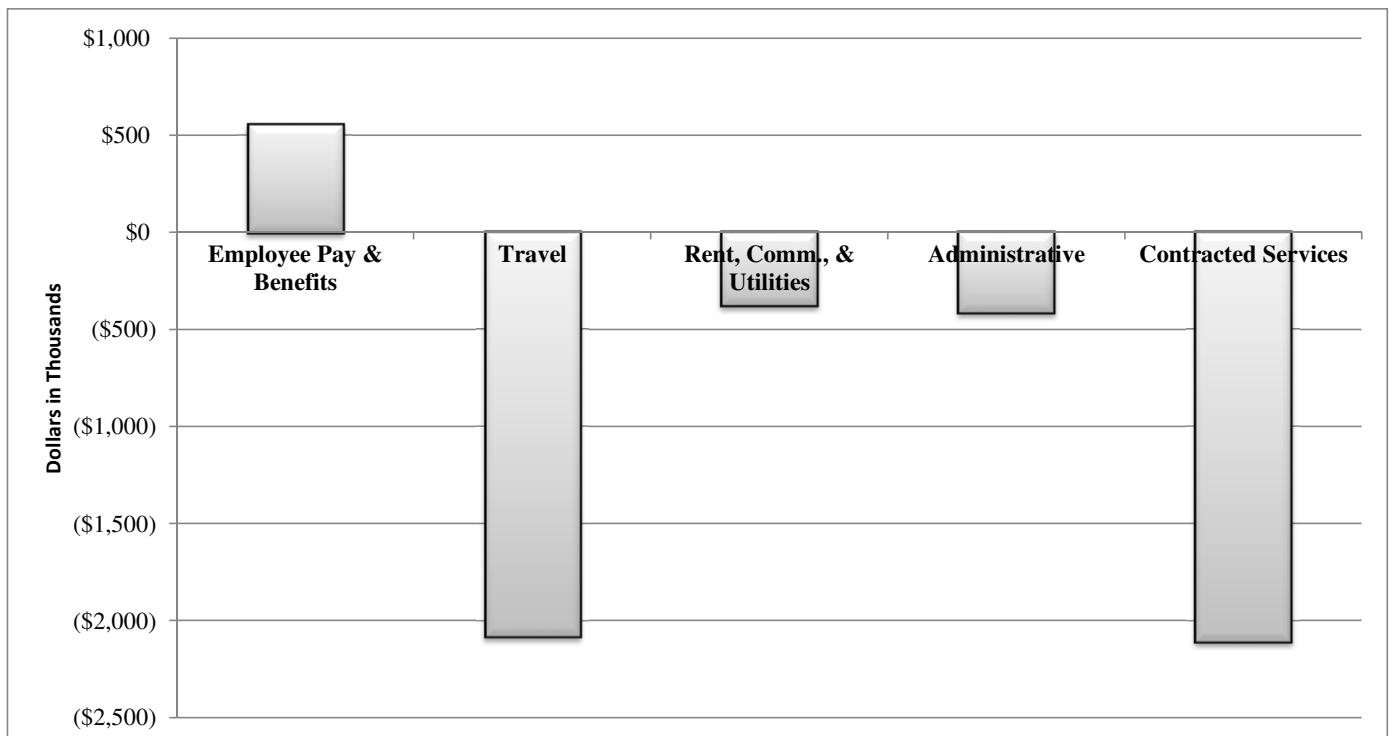 $1,000
$500
$0
($500)
($1,000)
($1,500)
($2,000)
($2,500)
Dollars in Thousands
Employee Pay &
Benefits
Travel
Rent, Comm., &
Utilities
Administrative
Contracted Services